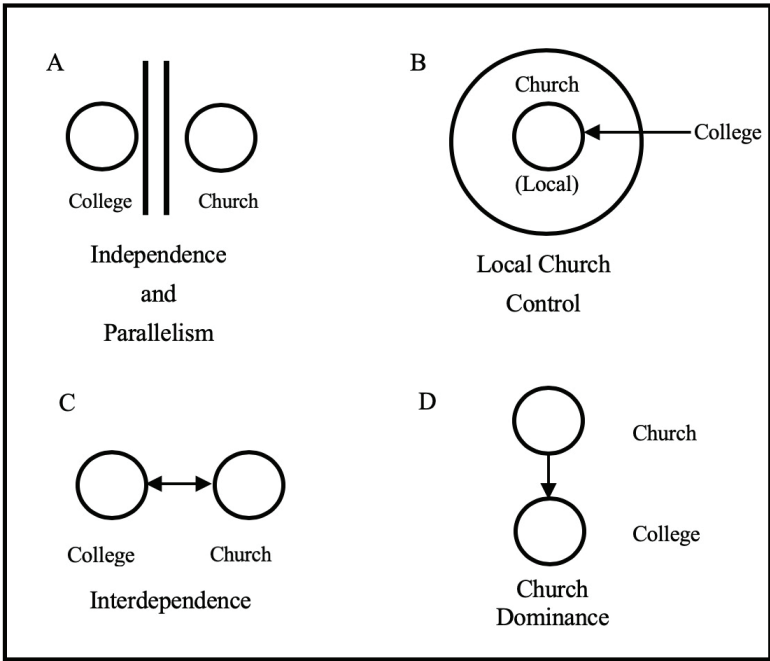 A
College
Church
Independence
and
Parallelism
B
Church
(Local)
College
Local Church
Control
C
College
Church
Interdependence
D
Church
College
Church
Dominance